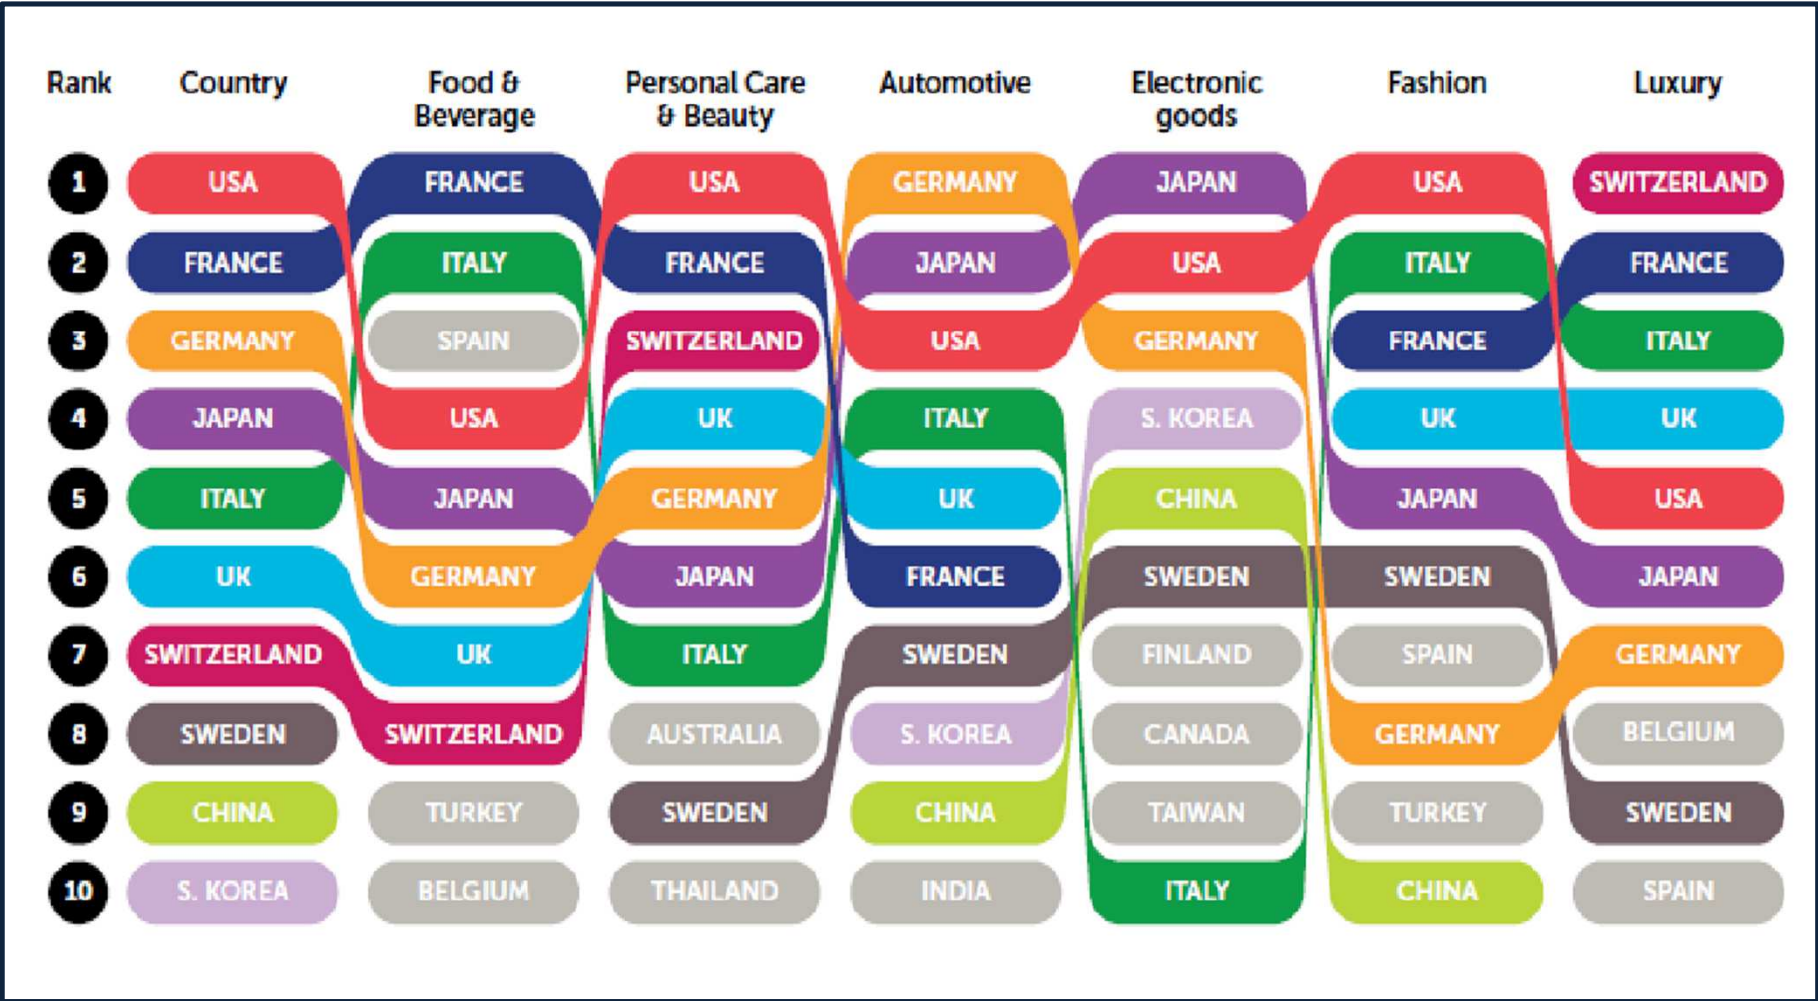 Rank Country Food & Personal Care Automotive Electronic Fashion Luxury
Beverage & Beauty goods
1 USA FRANCE USA GERMANY JAPAN USA SWITZERLAND
2 FRANCE ITALY FRANCE JAPAN USA ITALY FRANCE
3 GERMANY SPAIN SWITZERLAND USA GERMANY FRANCE ITALY
4 JAPAN USA UK ITALY S. KOREA UK UK
5 ITALY JAPAN GERMANY UK CHINA JAPAN USA
6 UK GERMANY JAPAN FRANCE SWEDEN SWEDEN JAPAN
7 SWITZERLAND UK ITALY SWEDEN FINLAND SPAIN GERMANY
8 SWEDEN SWITZERLAND AUSTRALIA S. KOREA CANADA GERMANY BELGIUM
9 CHINA TURKEY SWEDEN CHINA TAIWAN TURKEY SWEDEN
10 S. KOREA BELGIUM THAILAND INDIA ITALY CHINA SPAIN